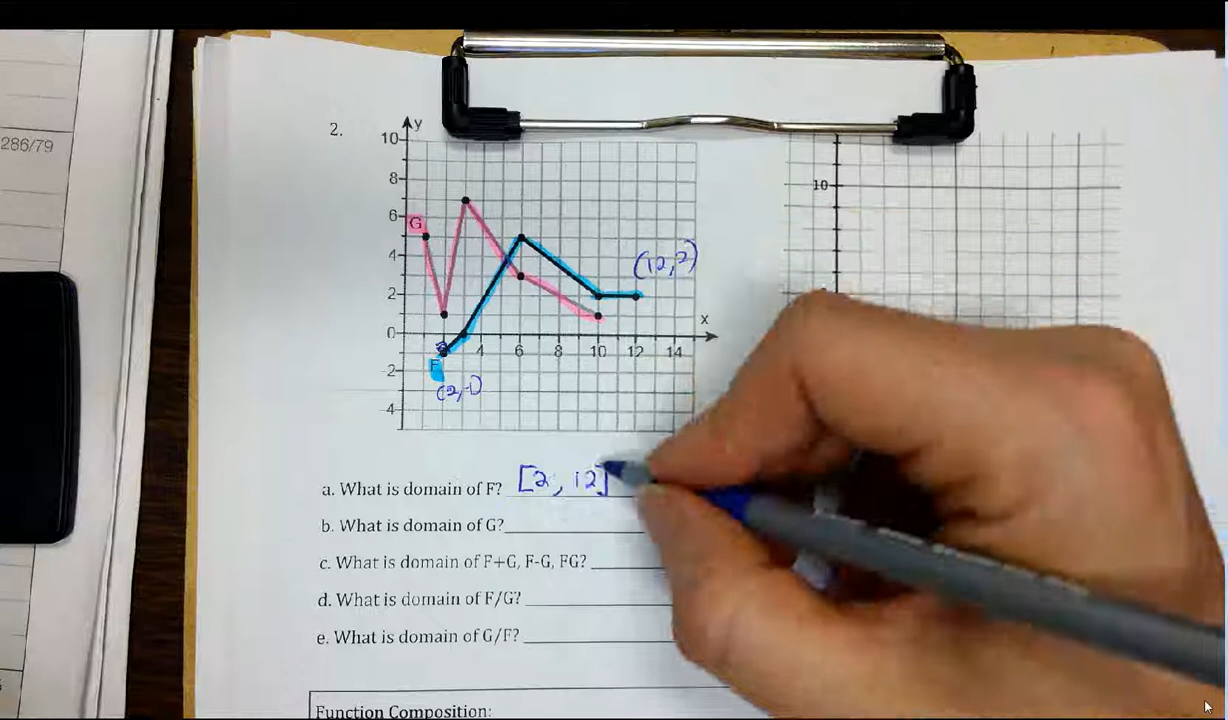 286/79
2.
y
10
8
6
G
4
(12,2)
2
x
0
4 6 8 10 12 14
-2
F
(2,-1)
-4
10
a. What is domain of F? [2, 12]
b. What is domain of G?
c. What is domain of F+G, F-G, FG?
d. What is domain of F/G?
e. What is domain of G/F?
Function Composition: